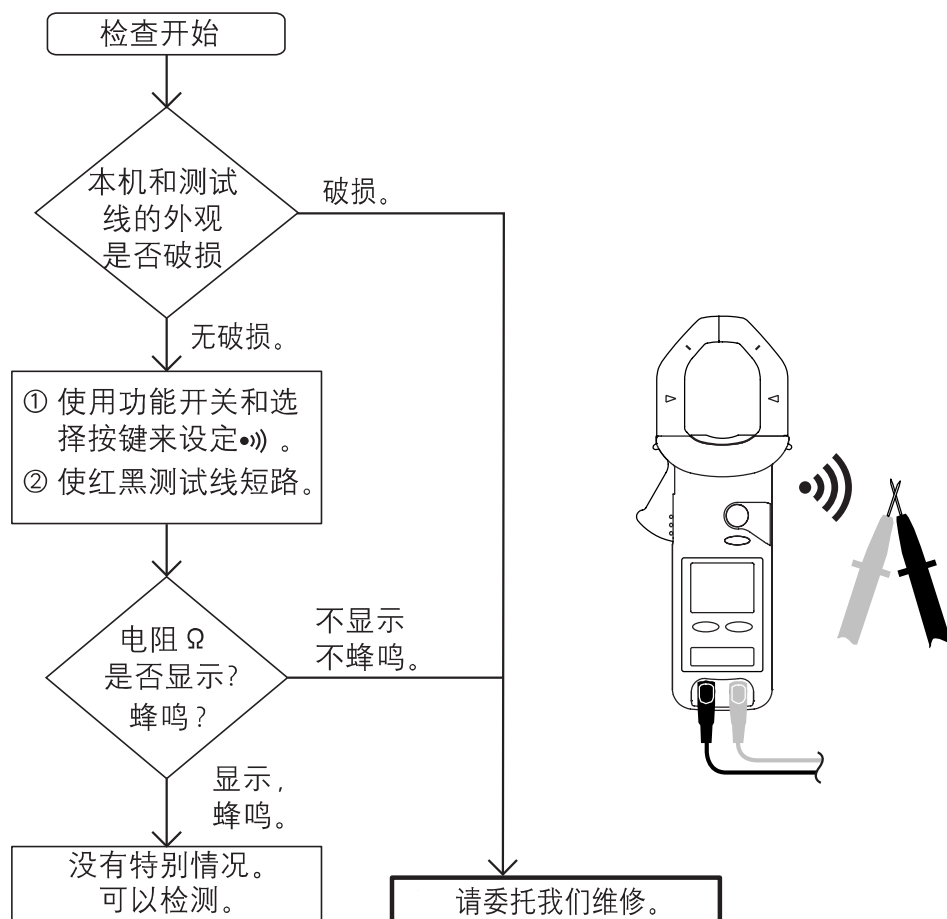 检查开始
本机和测试
线的外观
是否破损
破损。
无破损。
① 使用功能开关和选
择按键来设定•))) 。
② 使红黑测试线短路。
电阻 Ω
是否显示?
蜂鸣?
不显示
不蜂鸣。
显示,
蜂鸣。
没有特别情况。
可以检测。
请委托我们维修。